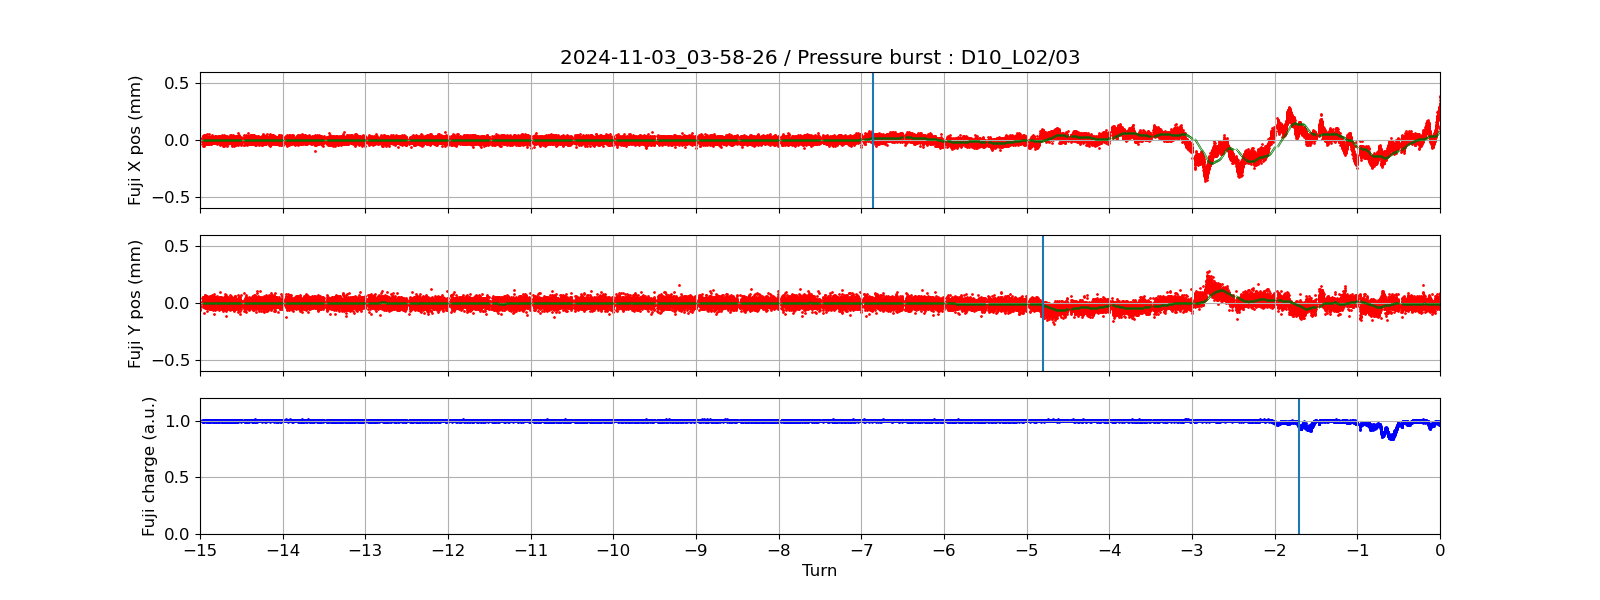 2024-11-03_03-58-26 / Pressure burst : D10_L02/03
Fuji X pos (mm)
0.5
0.0
−0.5
Fuji Y pos (mm)
0.5
0.0
−0.5
Fuji charge (a.u.)
1.0
0.5
0.0
−15 −14 −13 −12 −11 −10 −9 −8 −7 −6 −5 −4 −3 −2 −1 0
Turn